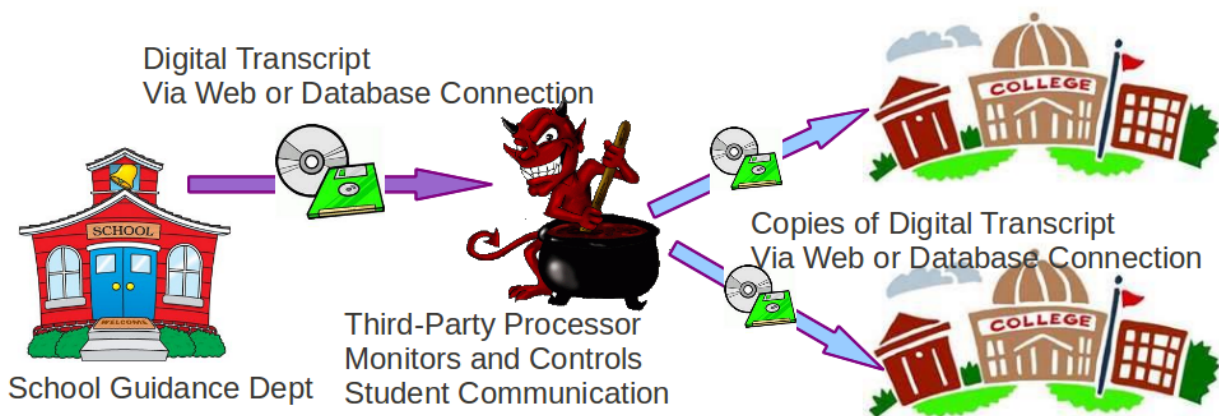 Digital Transcript
Via Web or Database Connection
SCHOOL
WELCOME
School Guidance Dept
Third-Party Processor
Monitors and Controls
Student Communication
COLLEGE
Copies of Digital Transcript
Via Web or Database Connection
COLLEGE